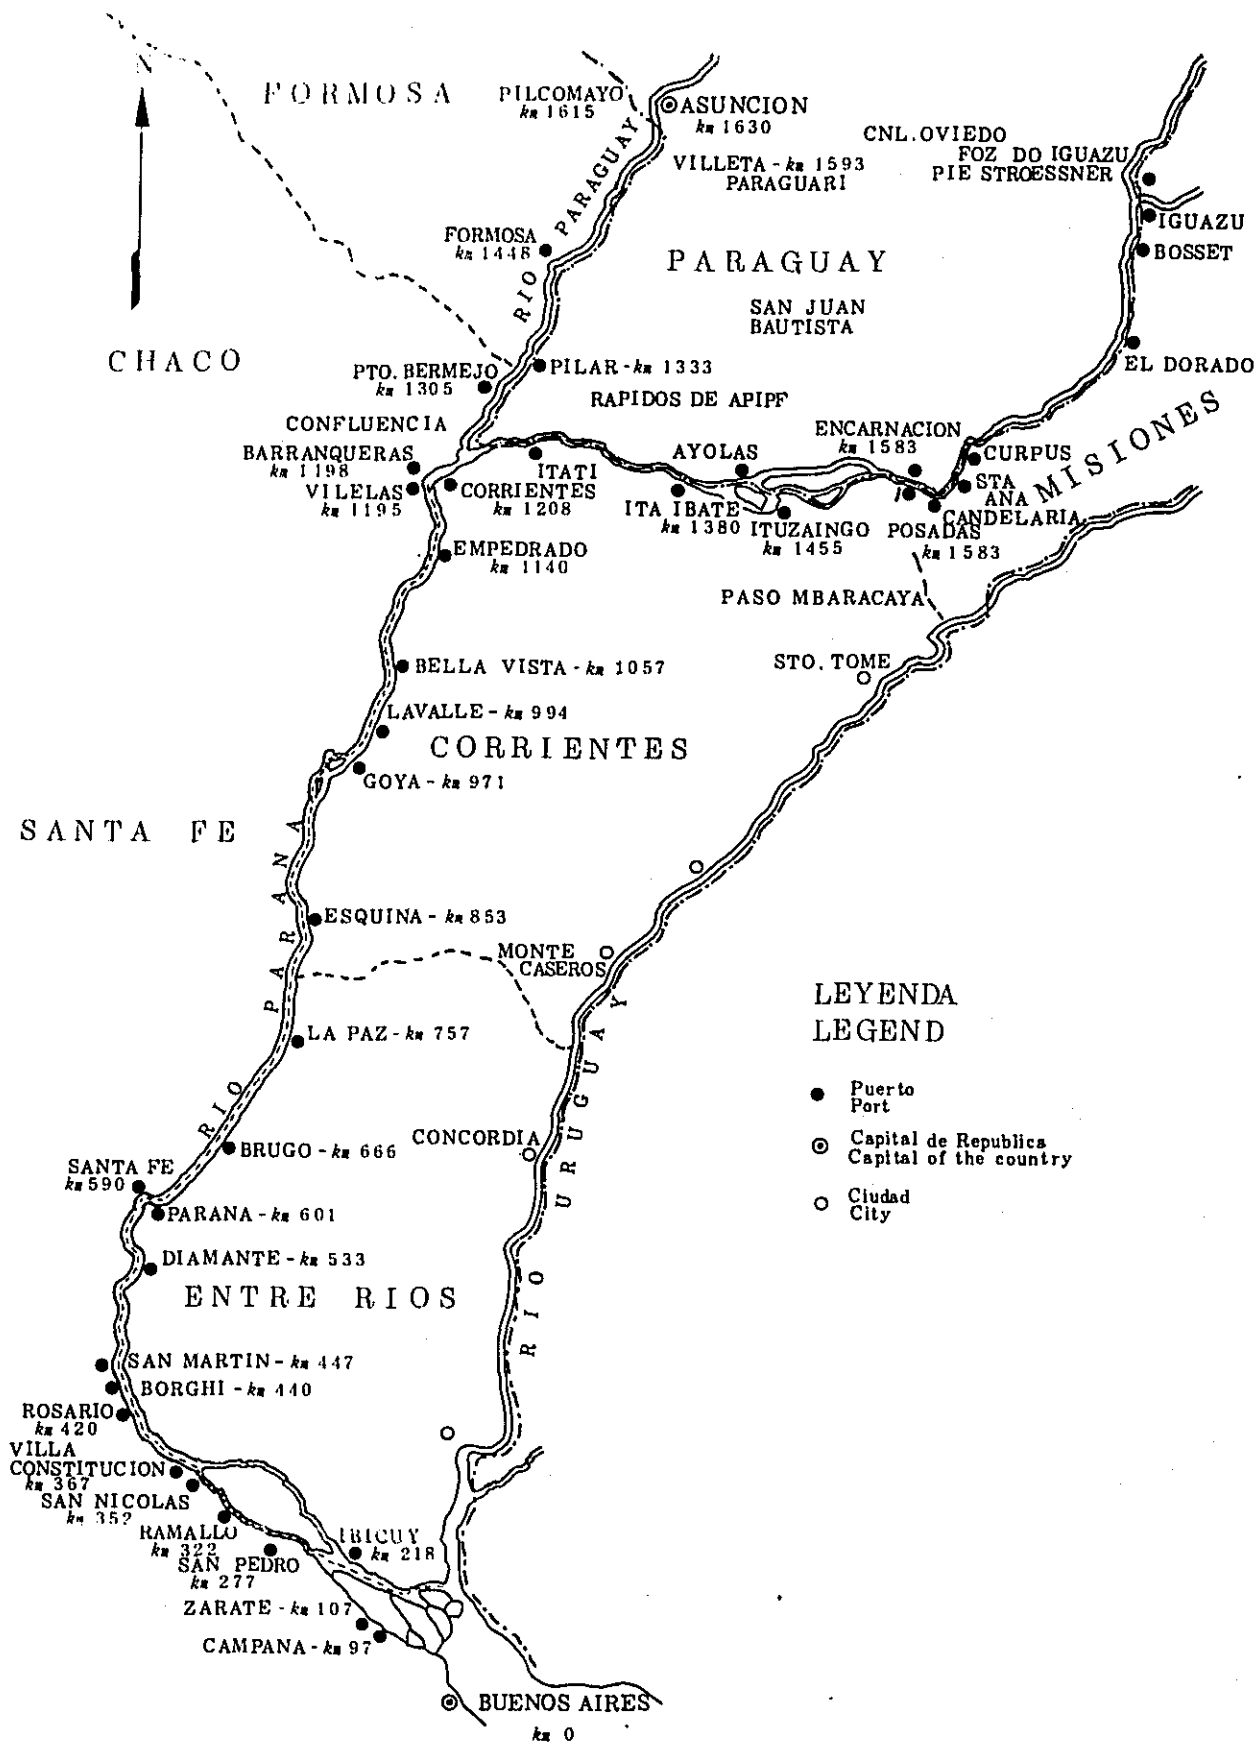 N
FORMOSA
PILCOMAYO
km 1615
ASUNCION
km 1630
CNL. OVIEDO
FOZ DO IGUAZU
PIE STROESSNER
VILLETA - km 1593
PARAGUARI
RIO PARAGUAY
IGUAZU
FORMOSA
km 1448
BOSSET
PARAGUAY
SAN JUAN
BAUTISTA
CHACO
EL DORADO
PTO. BERMEJO
km 1305
PILAR - km 1333
RAPIDOS DE APIPF
MISIONES
CONFLUENCIA
ENCARNACION
km 1583
BARRANQUERAS
km 1198
AYOLAS
CURPUS
ITATI
VILELAS
km 1195
CORRIENTES
km 1208
STA
ANA
ITA IBATE
km 1380
ITUZAINGO
km 1455
POSADAS
km 1583
CANDELARIA
EMPEDRADO
km 1140
PASO MBARACAYA
BELLA VISTA - km 1057
STO. TOME
LAVALLE - km 994
CORRIENTES
GOYA - km 971
SANTA FE
RIO PARANA
ESQUINA - km 853
MONTE
CASEROS
LA PAZ - km 757
RIO URUGUAY
LEYENDA
LEGEND
Puerto
Port
Capital de Republica
Capital of the country
Ciudad
City
BRUGO - km 666
CONCORDIA
SANTA FE
km 590
PARANA - km 601
DIAMANTE - km 533
ENTRE RIOS
SAN MARTIN - km 447
BORGHI - km 440
ROSARIO
km 420
VILLA
CONSTITUCION
km 367
SAN NICOLAS
km 352
RAMALLO
km 322
IBICUY
km 218
SAN PEDRO
km 277
ZARATE - km 107
CAMPANA - km 97
BUENOS AIRES
km 0